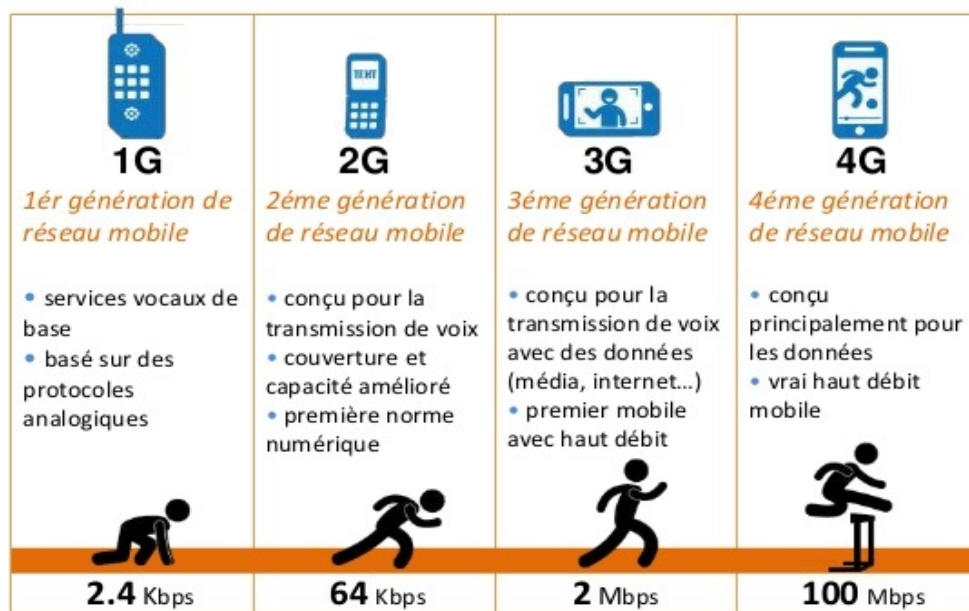 1G
1ér génération de
réseau mobile
• services vocaux de
base
• basé sur des
protocoles
analogiques
2.4 Kbps
TEXT
2G
2éme génération
de réseau mobile
• conçu pour la
transmission de voix
• couverture et
capacité amélioré
• première norme
numérique
64 Kbps
3G
3éme génération
de réseau mobile
• conçu pour la
transmission de voix
avec des données
(média, internet...)
• premier mobile
avec haut débit
2 Mbps
4G
4éme génération
de réseau mobile
• conçu
principalement pour
les données
• vrai haut débit
mobile
100 Mbps